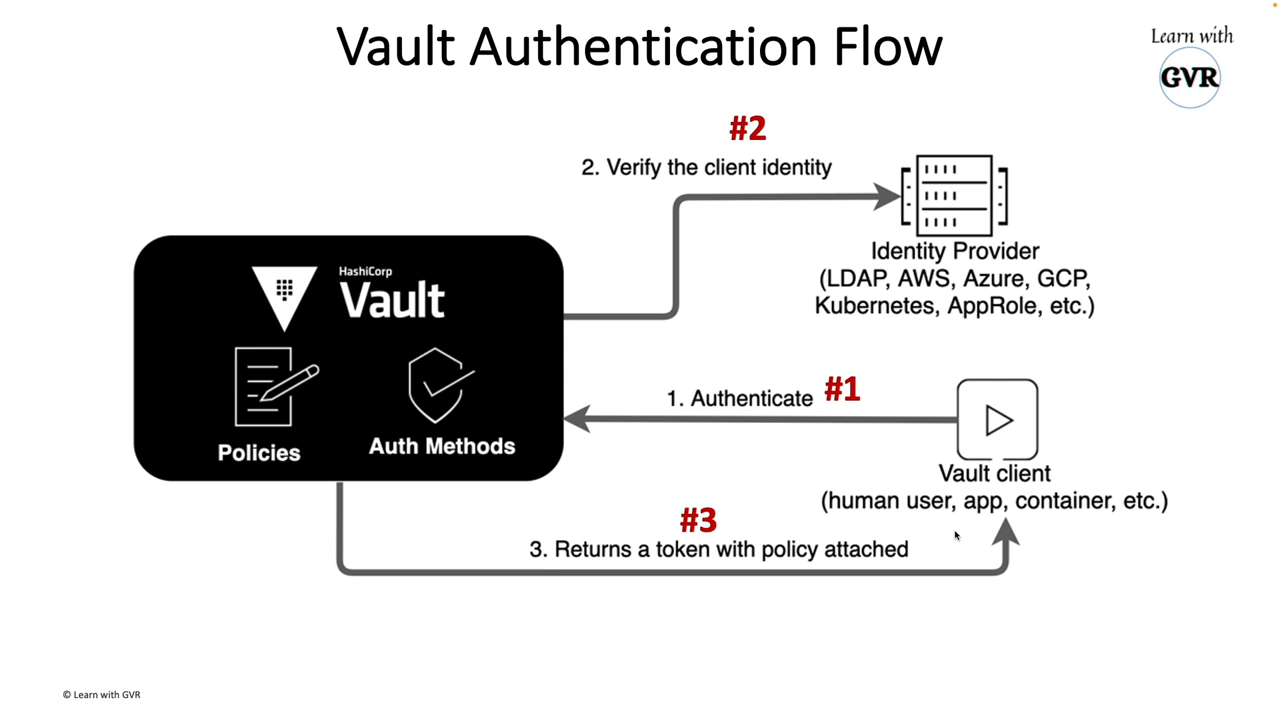 Vault Authentication Flow
Learn with
GVR
#2
2. Verify the client identity
Identity Provider
(LDAP, AWS, Azure, GCP,
Kubernetes, AppRole, etc.)
HashiCorp
Vault
Policies
Auth Methods
1. Authenticate #1
Vault client
(human user, app, container, etc.)
#3
3. Returns a token with policy attached
© Learn with GVR